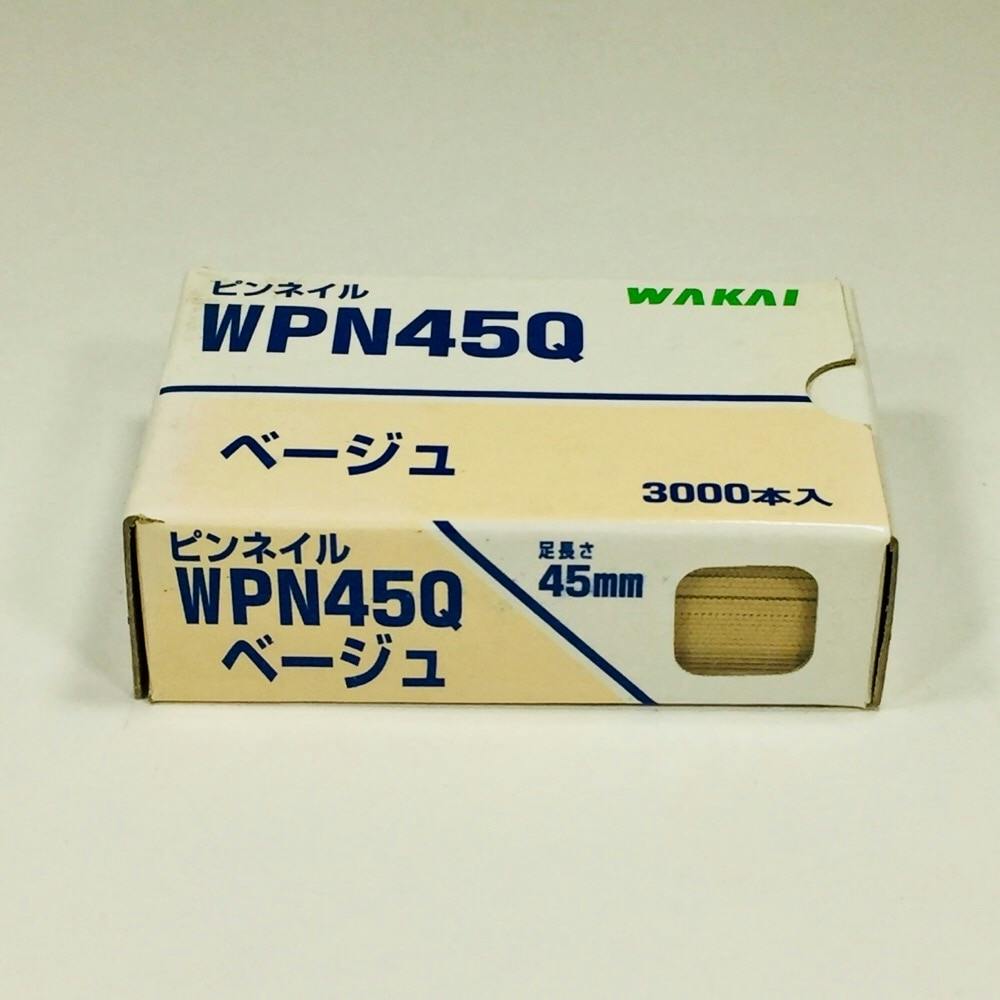 ピンネイル
WAKAI
WPN45Q
ベージュ
3000本入
ピンネイル
WPN45Q
ベージュ
足長さ
45mm